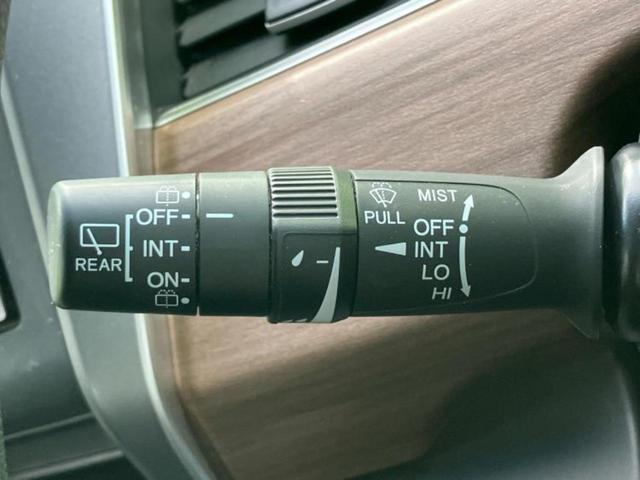 OFF
INT
REAR
ON
PULL
MIST
OFF
INT
LO
HI